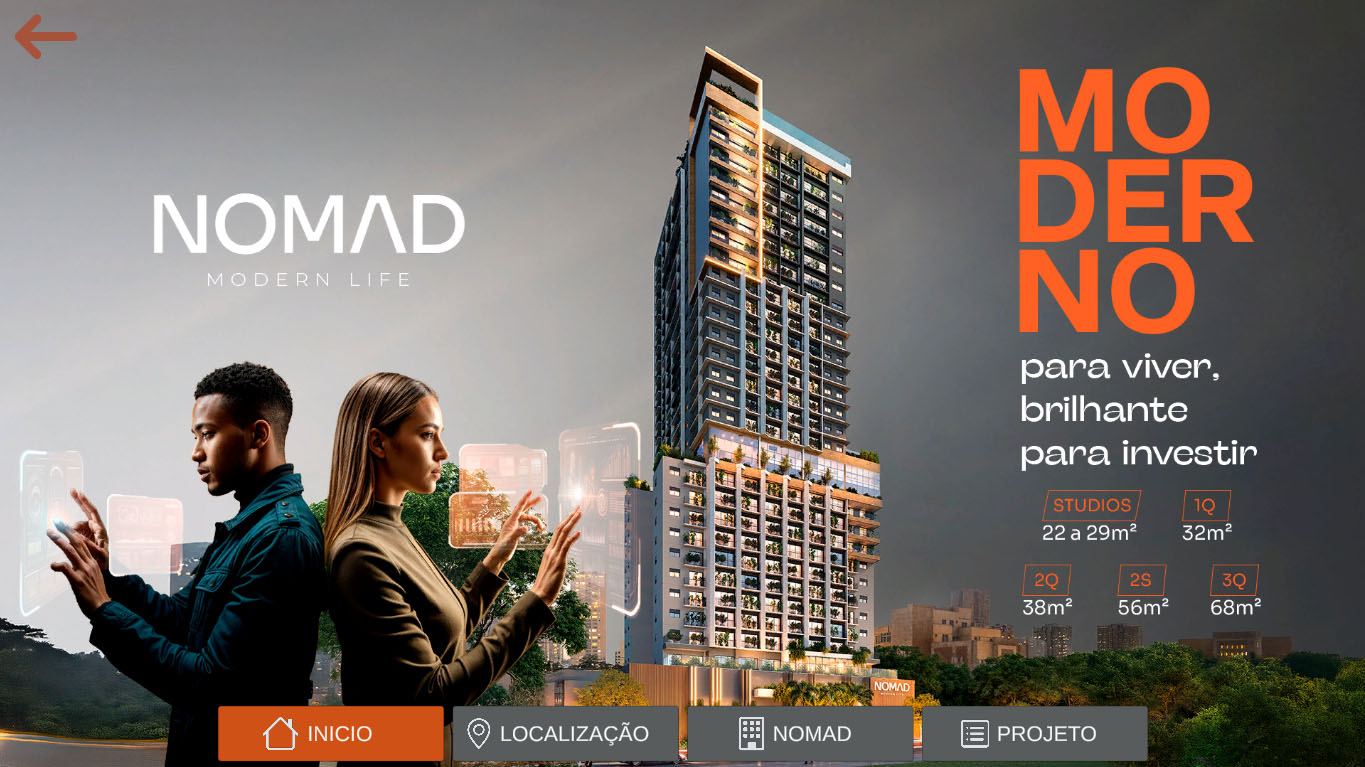 NOMAD
MODERN LIFE
MO
DER
NO
para viver,
brilhante
para investir
STUDIOS
22 a 29m²
1Q
32m²
2Q
38m²
2S
56m²
3Q
68m²
NOMAD
INICIO
LOCALIZAÇÃO
NOMAD
PROJETO